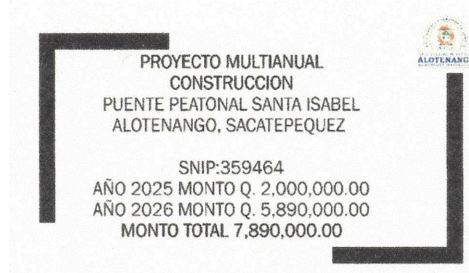 ALOTENANG
PROYECTO MULTIANUAL
CONSTRUCCION
PUENTE PEATONAL SANTA ISABEL
ALOTENANGO, SACATEPEQUEZ
SNIP:359464
AÑO 2025 MONTO Q. 2,000,000.00
AÑO 2026 MONTO Q. 5,890,000.00
MONTO TOTAL 7,890,000.00